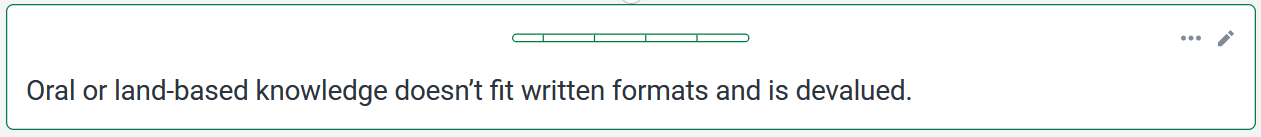 Oral or land-based knowledge doesn’t fit written formats and is devalued.